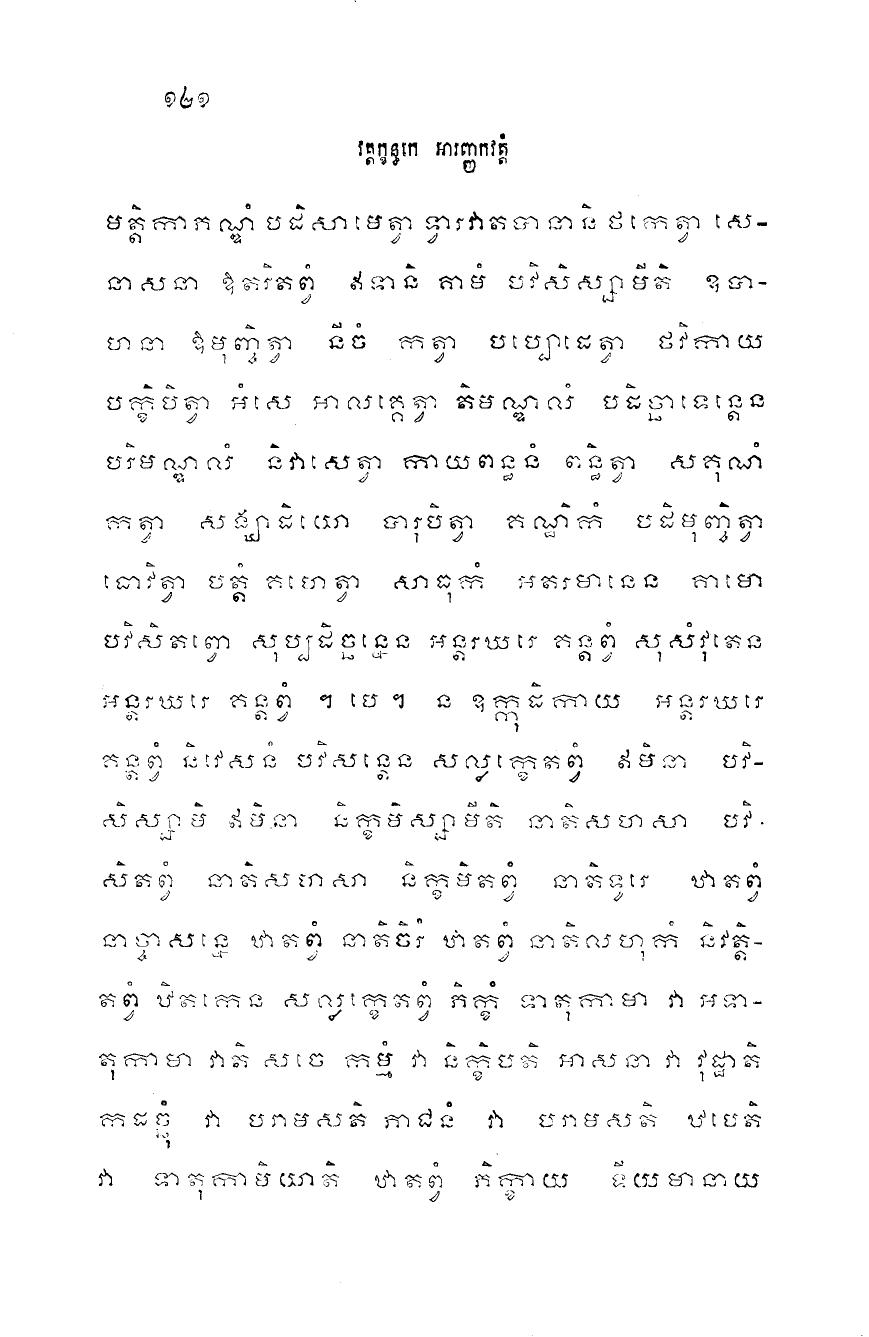 ១៤១
វត្តក្ខន្ធកេ អារញ្ញកវត្តំ
មត្តិកាភណ្ឌំ បដិសាមេត្វា ទ្វារវាតបានានិ ថកេត្វា សេ-
នាសនា ឱតរិតព្វំ ឥទានិ គាមំ បវិសិស្សាមីតិ ឧបា-
ហនា ឱមុញ្ចិត្វា នីចំ កត្វា បប្បោដេត្វា ថវិកាយ
បក្ខិបិត្វា អំសេ អាលគ្គេត្វា តិមណ្ឌលំ បដិច្ឆាទេន្តេន
បរិមណ្ឌលំ និវាសេត្វា កាយពន្ធនំ ពន្ធិត្វា សគុណំ
កត្វា សង្ឃាដិយោ បារុបិត្វា គណ្ឋិកំ បដិមុញ្ចិត្វា
ធោវិត្វា បត្តំ គហេត្វា សាធុកំ អតរមានេន គាមោ
បវិសិតព្វោ សុប្បដិច្ឆន្នេន អន្តរឃរេ គន្តព្វំ សុសំវុតេន
អន្តរឃរេ គន្តព្វំ ។ បេ ។ ន ឧក្កុដិកាយ អន្តរឃរេ
គន្តព្វំ និវេសនំ បវិសន្តេន សល្លក្ខេតព្វំ ឥមិនា បវិ-
សិស្សាមិ ឥមិនា និក្ខមិស្សាមីតិ នាតិសហសា បវិ-
សិតព្វំ នាតិសហសា និក្ខមិតព្វំ នាតិទូរេ ឋាតព្វំ
នាច្ចាសន្នេ ឋាតព្វំ នាតិចិរំ ឋាតព្វំ នាតិលហុកំ និវត្តិ-
តព្វំ ឋិតកេន សល្លក្ខេតព្វំ ភិក្ខំ ទាតុកាមា វា អទា-
តុកាមា វាតិ សចេ កម្មំ វា និក្ខិបតិ អាសនា វា វុដ្ឋាតិ
កដច្ឆុំ វា បរាមសតិ ភាជនំ វា បរាមសតិ ឋបេតិ
វា ទាតុកាមិយោតិ ឋាតព្វំ ភិក្ខាយ ទីយមានាយ